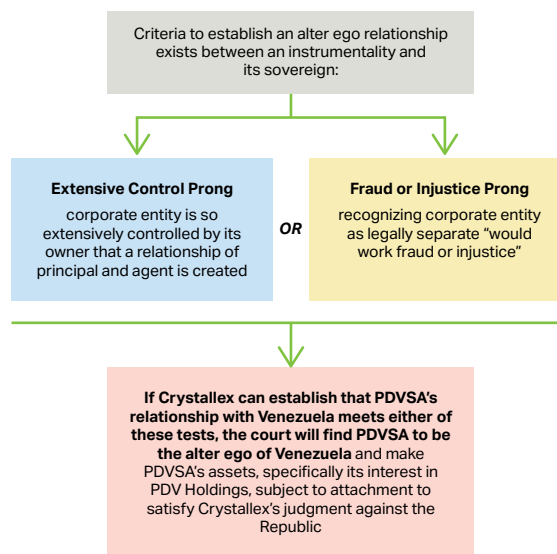 Criteria to establish an alter ego relationship
exists between an instrumentality and
its sovereign:
Extensive Control Prong
corporate entity is so
extensively controlled by its
owner that a relationship of
principal and agent is created
OR
Fraud or Injustice Prong
recognizing corporate entity
as legally separate “would
work fraud or injustice”
If Crystallex can establish that PDVSA’s
relationship with Venezuela meets either of
these tests, the court will find PDVSA to be
the alter ego of Venezuela and make
PDVSA’s assets, specifically its interest in
PDV Holdings, subject to attachment to
satisfy Crystallex’s judgment against the
Republic